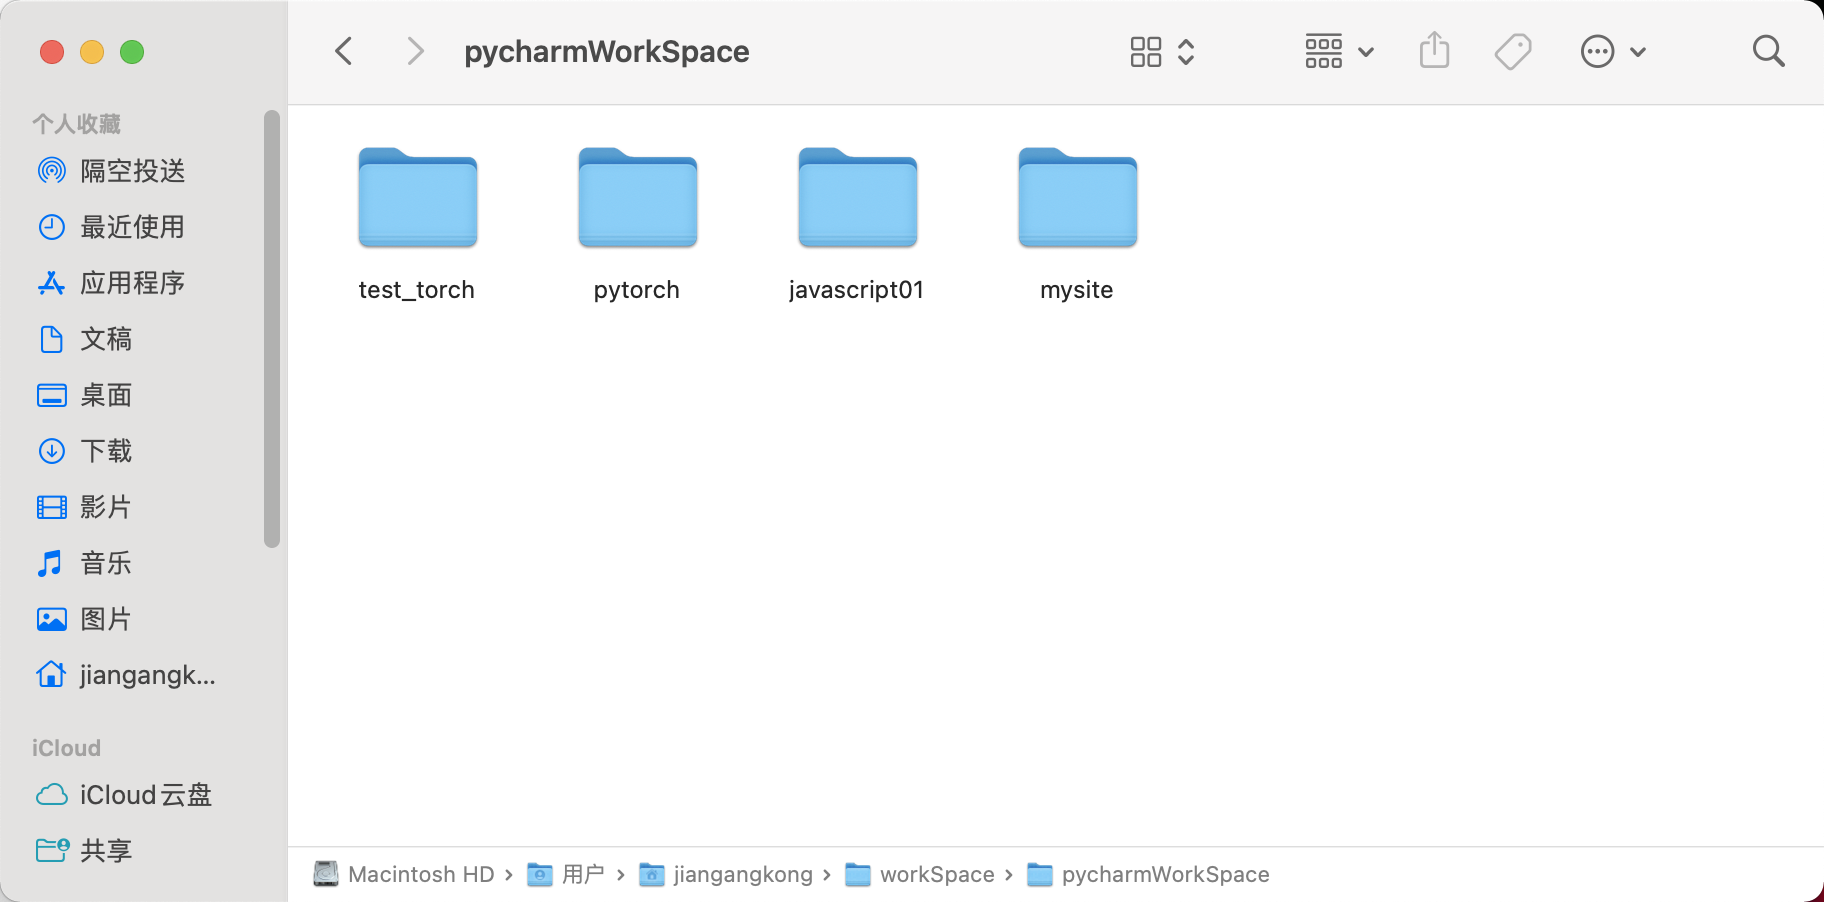 pycharmWorkSpace
个人收藏
隔空投送
最近使用
应用程序
文稿
桌面
下载
影片
音乐
图片
jiangangk...
iCloud
iCloud云盘
共享
test_torch
pytorch
javascript01
mysite
Macintosh HD › 用户 › jiangangkong › workSpace › pycharmWorkSpace